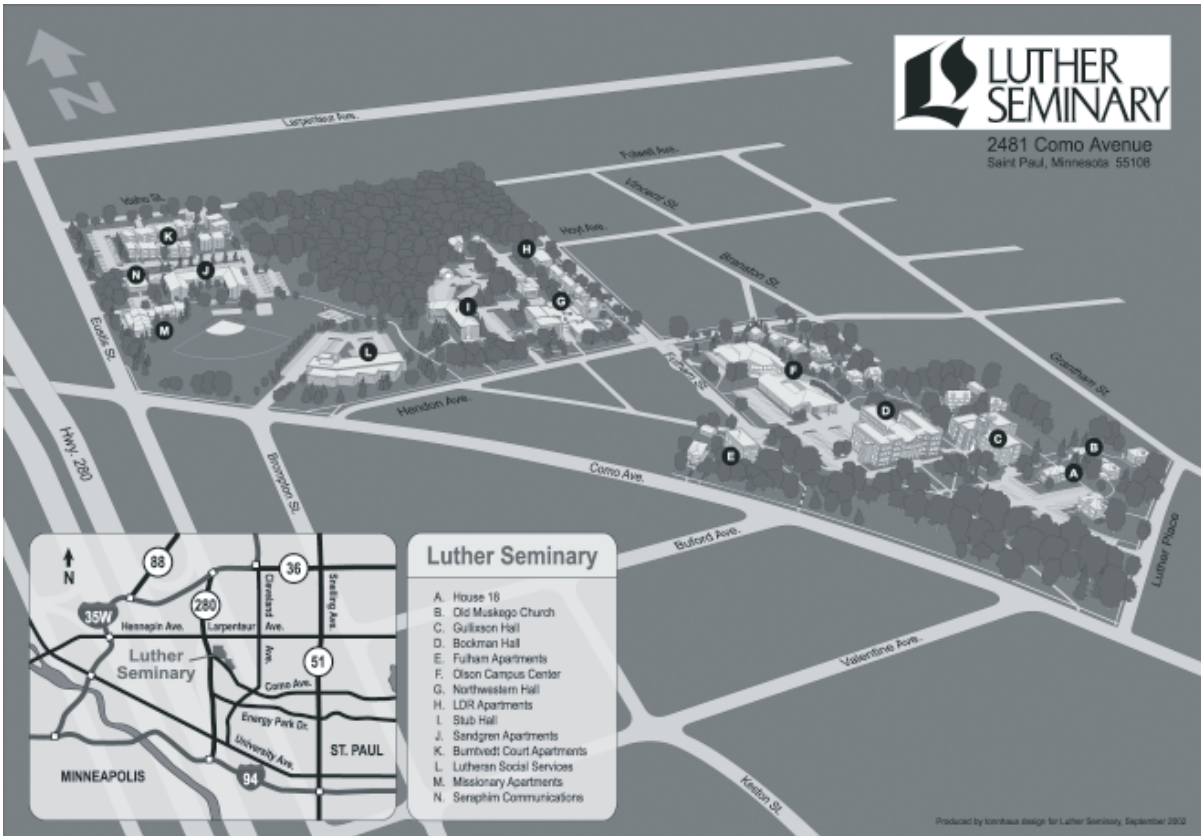 N
LUTHER
SEMINARY
2481 Como Avenue
Saint Paul, Minnesota 55108
Larpenteur Ave.
Folwell Ave.
Vincent St.
Idaho St.
Hoyt Ave.
Branston St.
K
H
N
J
G
I
M
Eustis St.
L
Fulham St.
Grantham St.
F
D
Hendon Ave.
C
B
E
A
Hwy. 280
Como Ave.
Brompton St.
Buford Ave.
Luther Place
Valentine Ave.
Keston St.
N
88
36
Cleveland Ave.
Snelling Ave.
280
35W
Hennepin Ave.
Larpenteur Ave.
Luther
Seminary
51
Como Ave.
Energy Park Dr.
University Ave.
ST. PAUL
MINNEAPOLIS
94
Luther Seminary
A. House 18
B. Old Muskego Church
C. Gullixson Hall
D. Bockman Hall
E. Fulham Apartments
F. Olson Campus Center
G. Northwestern Hall
H. LDR Apartments
I. Stub Hall
J. Sandgren Apartments
K. Burntvedt Court Apartments
L. Lutheran Social Services
M. Missionary Apartments
N. Seraphim Communications
design for Luther Seminary, September 2002